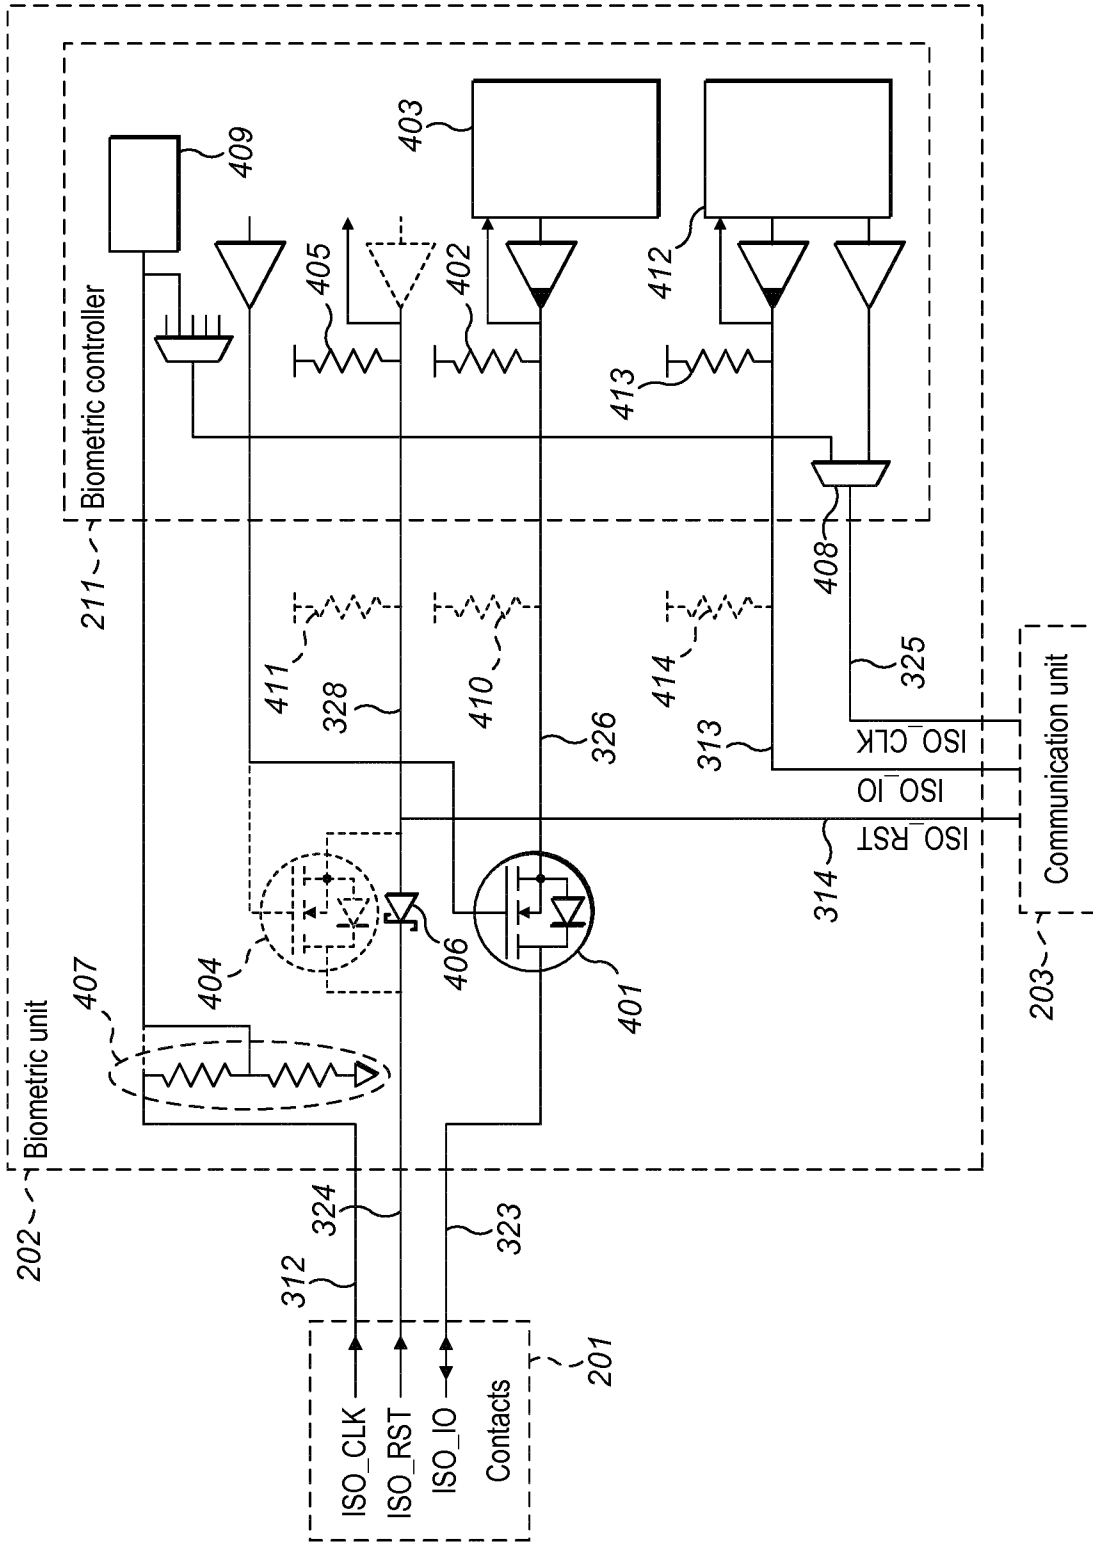 202
Biometric unit
211
Biometric controller
407
409
404
405
411
328
406
402
403
410
326
401
412
413
414
313
408
325
ISO_CLK
ISO_IO
ISO_RST
314
Communication unit
203
312
324
323
ISO_CLK
ISO_RST
ISO_IO
Contacts
201